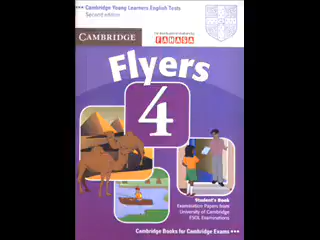 Cambridge Young Learners English Tests
Second edition
CAMBRIDGE
FAHASA
Flyers
4
Student's Book
Examination Papers from
University of Cambridge
ESOL Examinations
Cambridge Books for Cambridge Exams